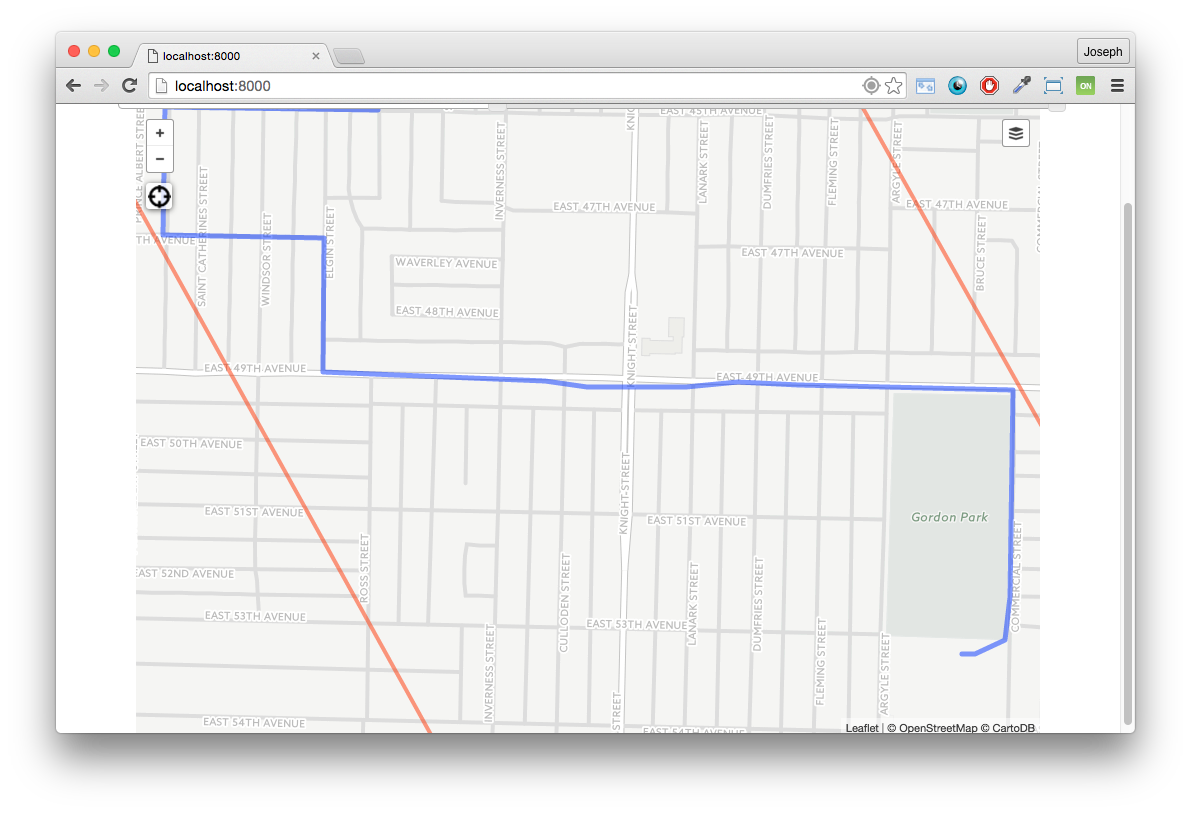 localhost:8000
Joseph
localhost:8000
ON
EAST 45TH AVENUE
KNIG
PRINCE ALBERT STREET
INVERNESS STREET
LANARK STREET
DUMFRIES STREET
FLEMING STREET
ARGYLE STREET
+
−
SAINT CATHERINES STREET
EAST 47TH AVENUE
EAST 47TH AVENUE
WINDSOR STREET
ELGIN STREET
BRUCE STREET
TH AVENUE
EAST 47TH AVENUE
WAVERLEY AVENUE
EAST 48TH AVENUE
KNIGHT STREET
EAST 49TH AVENUE
EAST 49TH AVENUE
EAST 50TH AVENUE
KNIGHT STREET
EAST 51ST AVENUE
EAST 51ST AVENUE
Gordon Park
COMMERCIAL STREET
ROSS STREET
EAST 52ND AVENUE
CULLODEN STREET
LANARK STREET
DUMFRIES STREET
EAST 53RD AVENUE
EAST 53RD AVENUE
FLEMING STREET
ARGYLE STREET
INVERNESS STREET
STREET
EAST 54TH AVENUE
EAST 54TH AVENUE
Leaflet | © OpenStreetMap © CartoDB